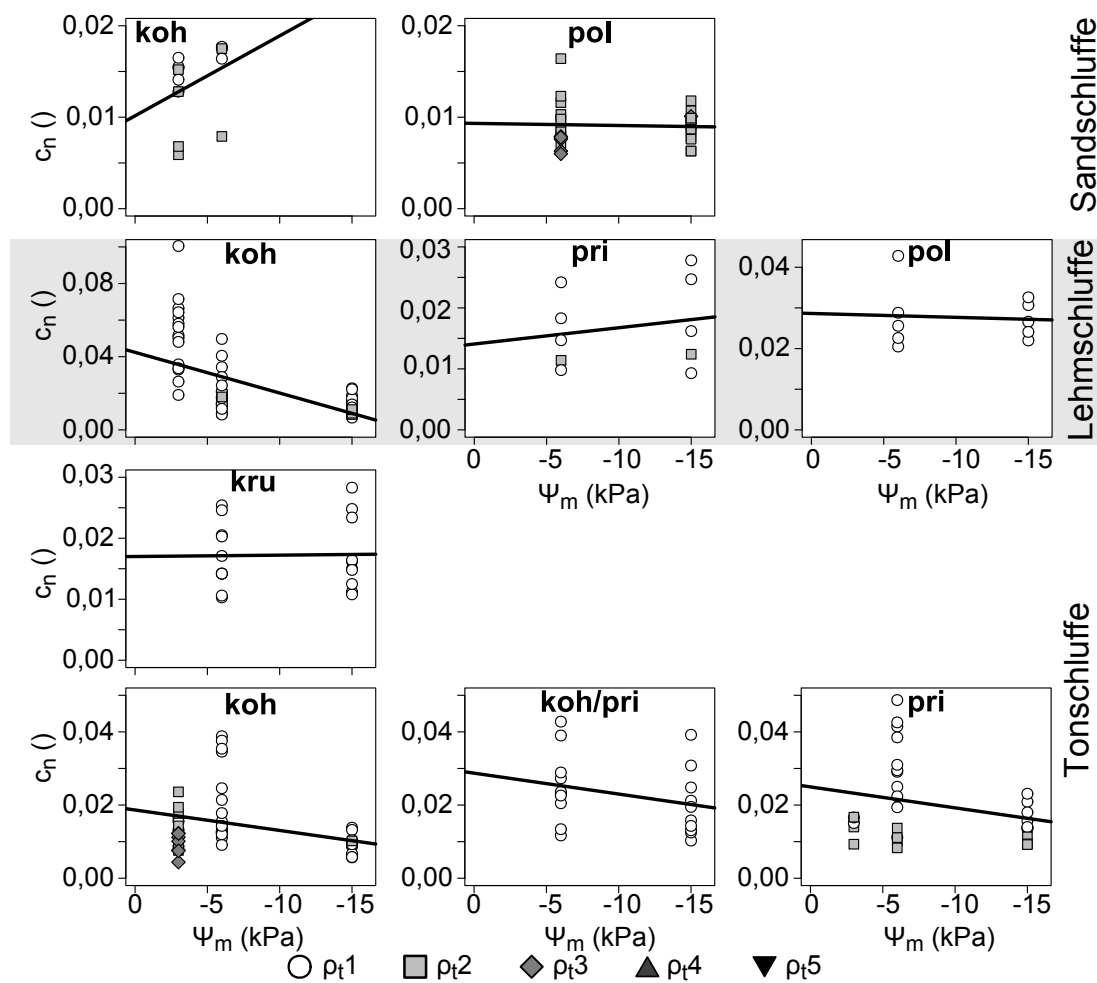 koh
pol
0,02
0,01
0,00
c_n ()
0,02
0,01
0,00
Sandschluffe
koh
pri
pol
0,08
0,04
0,00
c_n ()
0,03
0,02
0,01
0,00
0,04
0,02
0,00
Lehmschluffe
0 -5 -10 -15
Ψ_m (kPa)
0 -5 -10 -15
Ψ_m (kPa)
kru
0,03
0,02
0,01
0,00
c_n ()
Tonschluffe
koh
koh/pri
pri
0,04
0,02
0,00
c_n ()
0,04
0,02
0,00
0,04
0,02
0,00
0 -5 -10 -15
0 -5 -10 -15
0 -5 -10 -15
Ψ_m (kPa)
Ψ_m (kPa)
Ψ_m (kPa)
ρ_t1 ρ_t2 ρ_t3 ρ_t4 ρ_t5